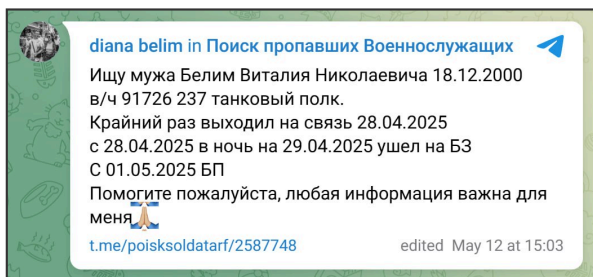 diana belim in Поиск пропавших Военнослужащих
Ищу мужа Белим Виталия Николаевича 18.12.2000
в/ч 91726 237 танковый полк.
Крайний раз выходил на связь 28.04.2025
с 28.04.2025 в ночь на 29.04.2025 ушел на БЗ
С 01.05.2025 БП
Помогите пожалуйста, любая информация важна для
меня🙏🏼
t.me/poisksoldatarf/2587748 edited May 12 at 15:03